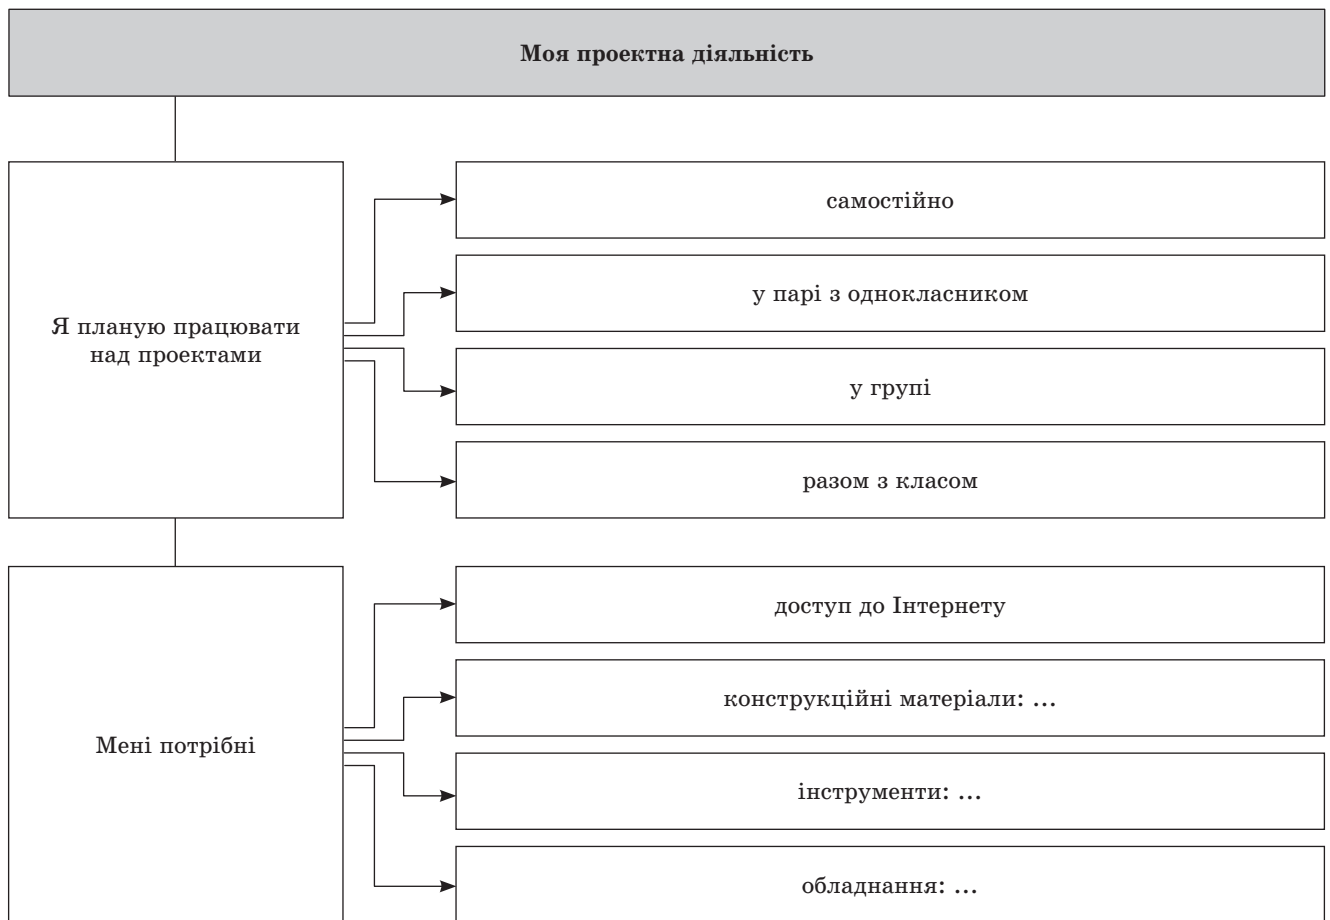 Моя проектна діяльність
Я планую працювати
над проектами
самостійно
у парі з однокласником
у групі
разом з класом
Мені потрібні
доступ до Інтернету
конструкційні матеріали: ...
інструменти: ...
обладнання: ...